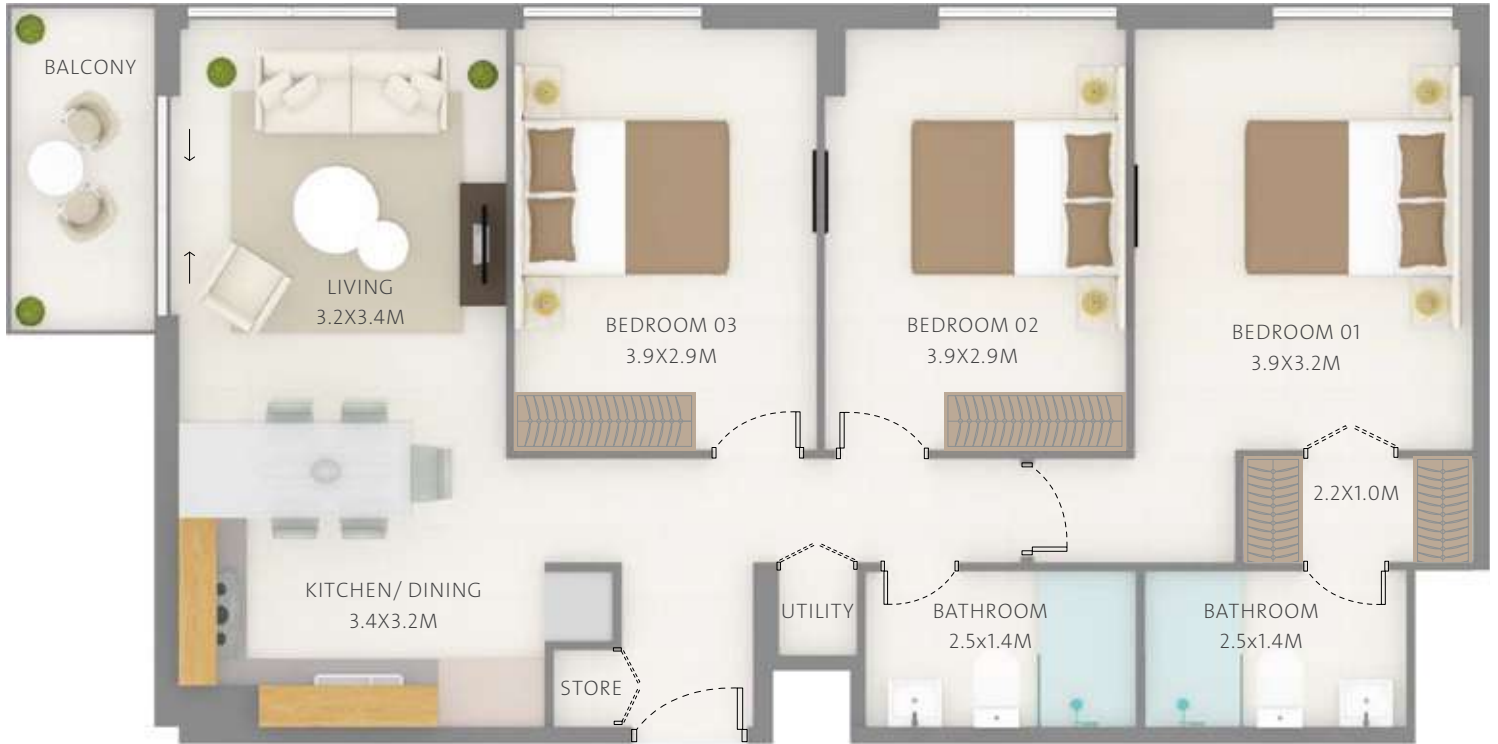 BALCONY
LIVING
3.2X3.4M
BEDROOM 03
3.9X2.9M
BEDROOM 02
3.9X2.9M
BEDROOM 01
3.9X3.2M
2.2X1.0M
KITCHEN/ DINING
3.4X3.2M
STORE
UTILITY
BATHROOM
2.5x1.4M
BATHROOM
2.5x1.4M